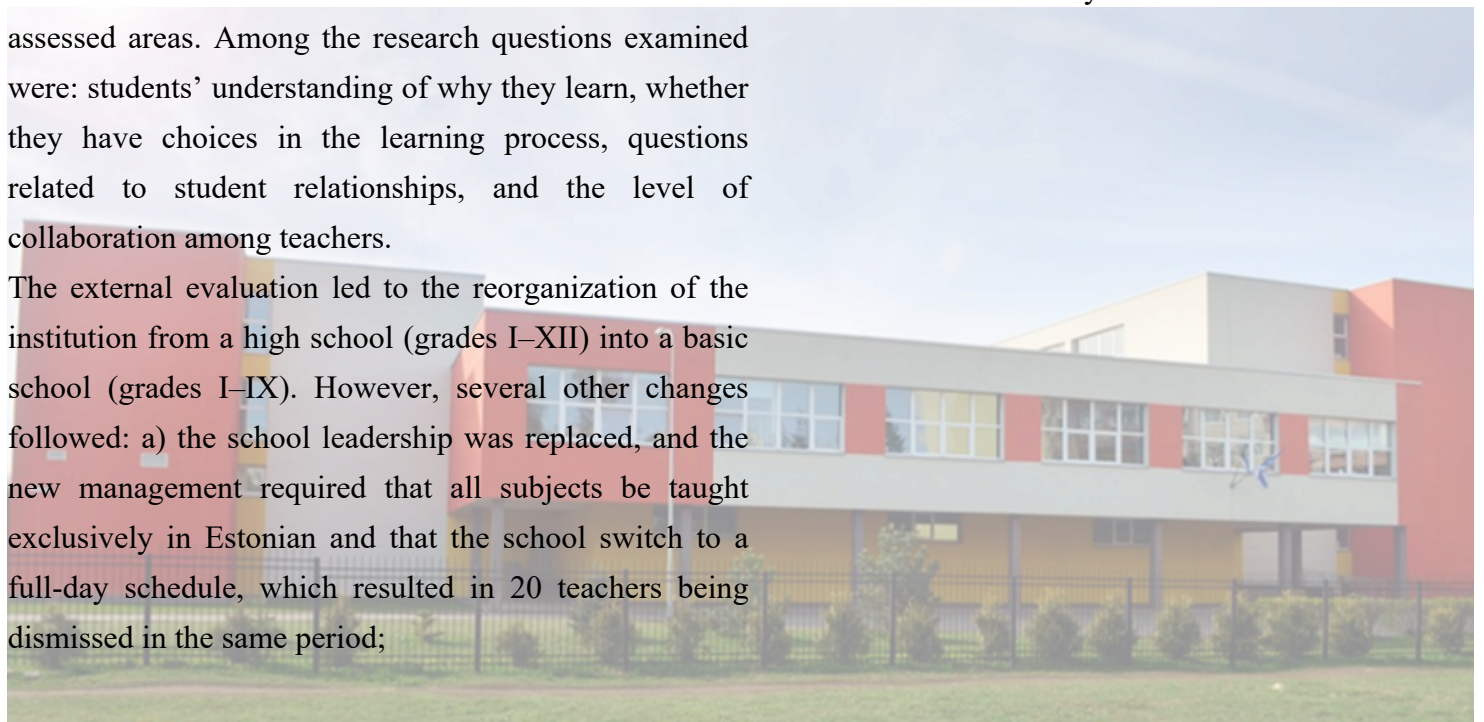 assessed areas. Among the research questions examined
were: students’ understanding of why they learn, whether
they have choices in the learning process, questions
related to student relationships, and the level of
collaboration among teachers.
The external evaluation led to the reorganization of the
institution from a high school (grades I–XII) into a basic
school (grades I–IX). However, several other changes
followed: a) the school leadership was replaced, and the
new management required that all subjects be taught
exclusively in Estonian and that the school switch to a
full-day schedule, which resulted in 20 teachers being
dismissed in the same period;